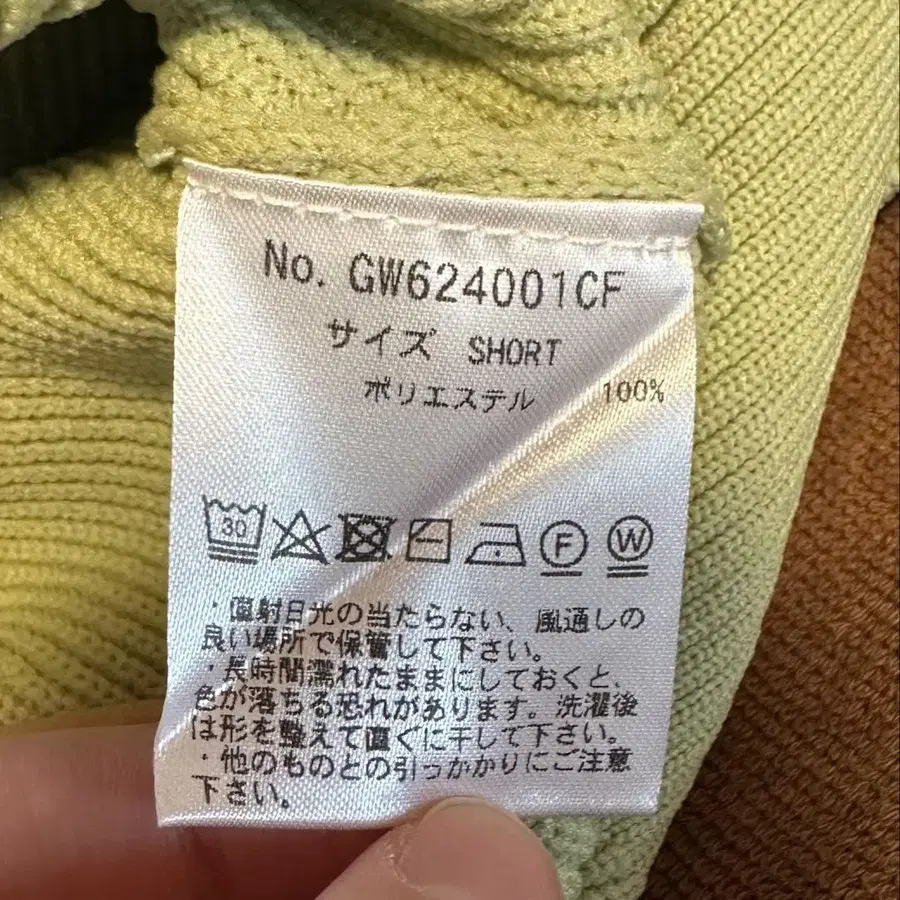 No. GW624001CF
サイズ SHORT
ポリエステル 100%
30 F W
・直射日光の当たらない、風通しの
良い場所で保管して下さい。
・長時間濡れたままにしておくと、
色が落ちる恐れがあります。洗濯後
は形を整えて直ぐに干して下さい。
・他のものとの引っかかりにご注意
下さい。